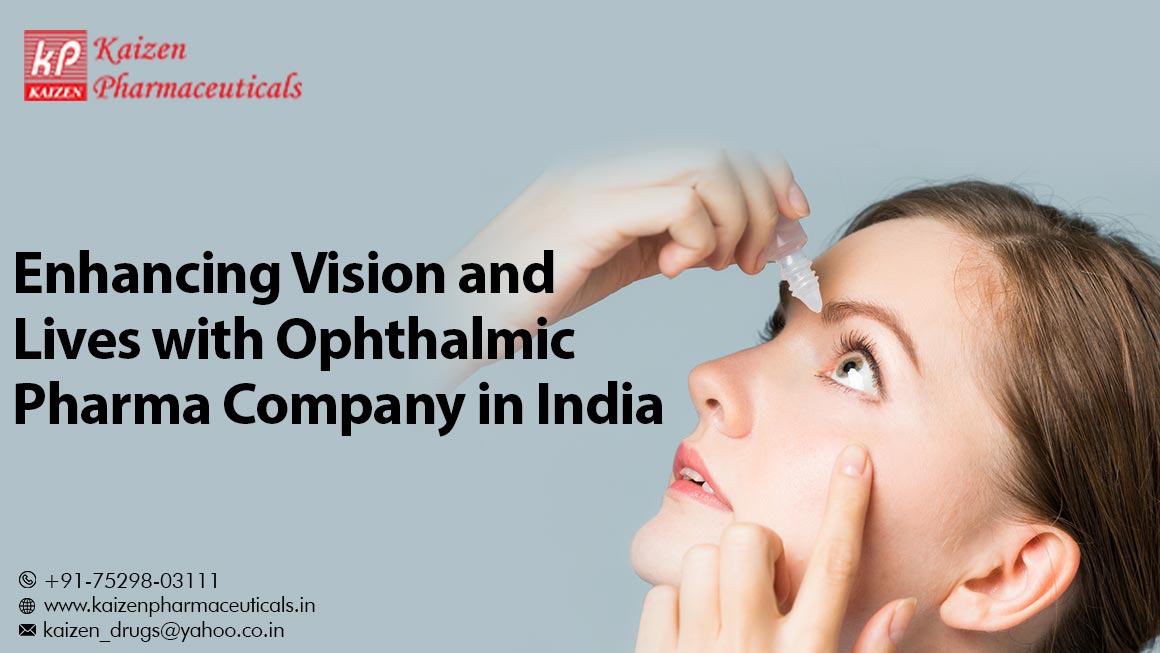 kp
KAIZEN
Kaizen
Pharmaceuticals
Enhancing Vision and
Lives with Ophthalmic
Pharma Company in India
+91-75298-03111
www.kaizenpharmaceuticals.in
kaizen_drugs@yahoo.co.in